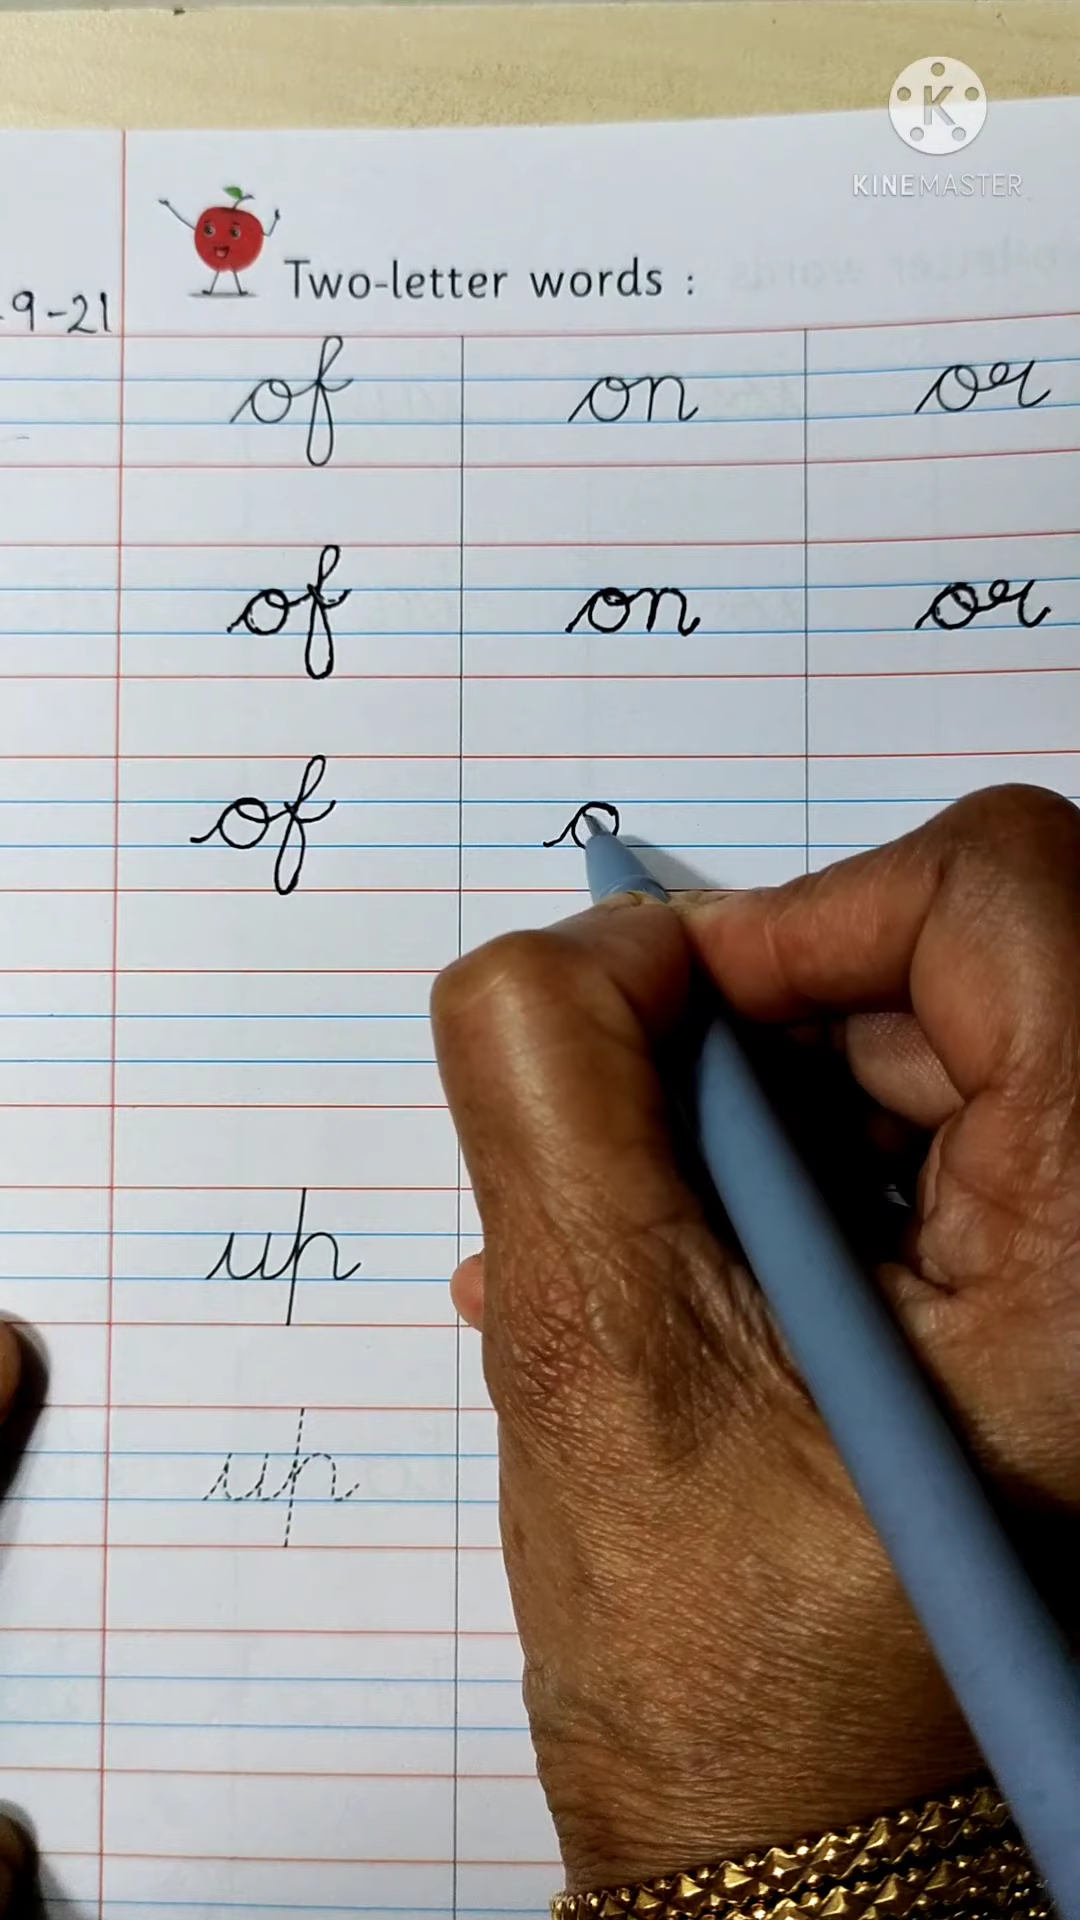 KINEMASTER
Two-letter words :
-9-21
of on or
of on or
of o
up
up